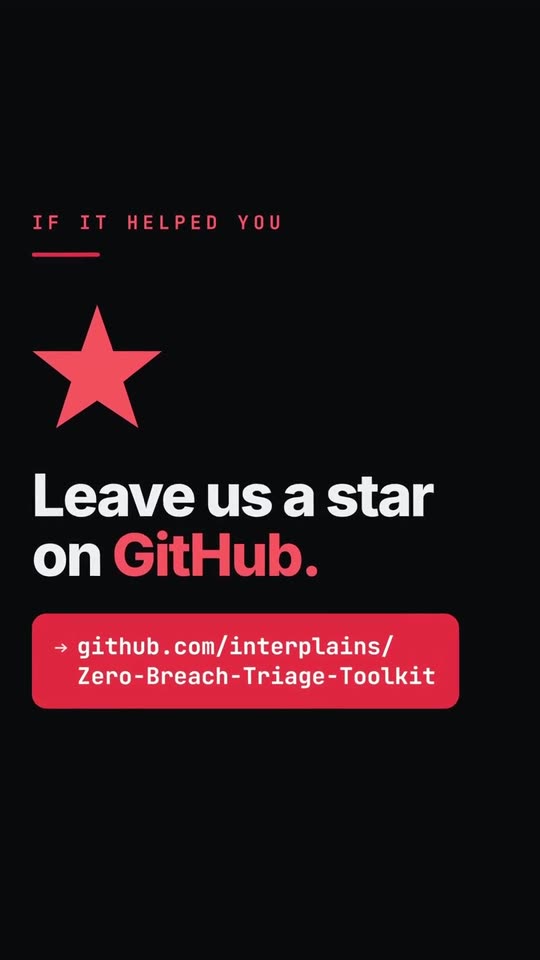 IF IT HELPED YOU
Leave us a star
on GitHub.
→ github.com/interplains/
Zero-Breach-Triage-Toolkit